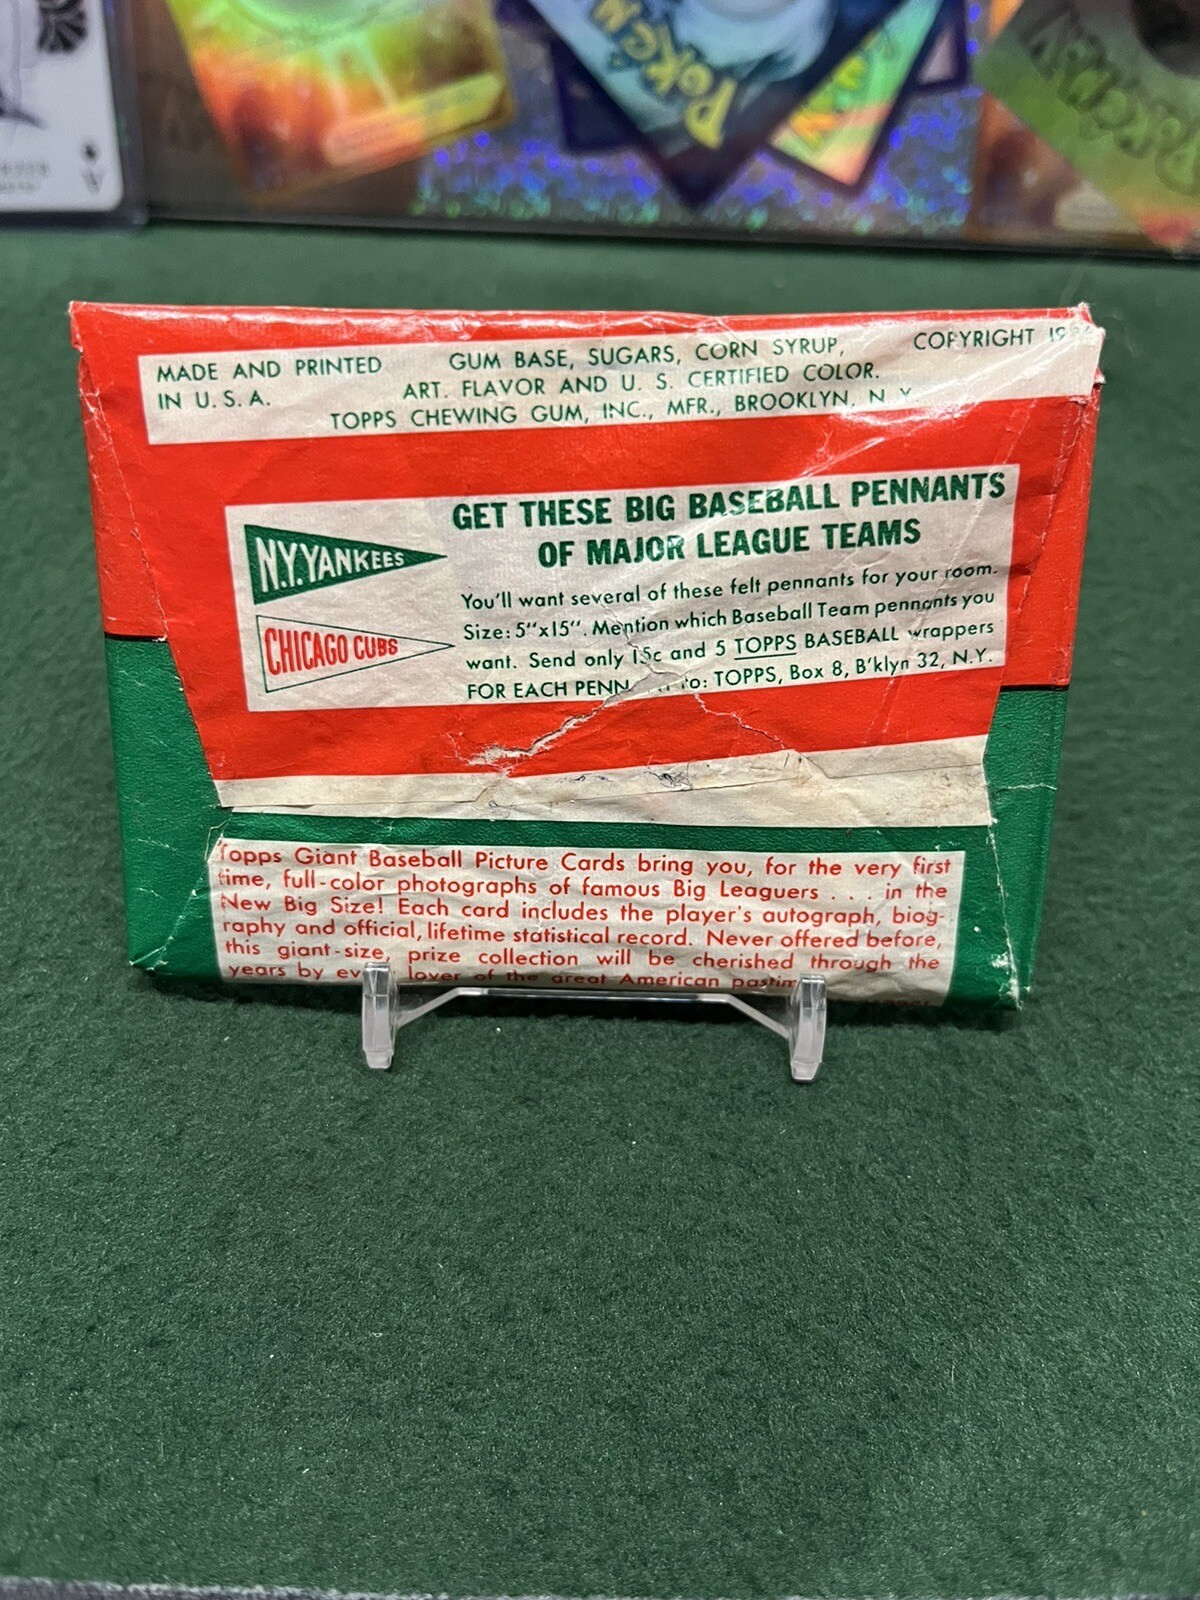 POKÉMON
MADE AND PRINTED
IN U. S. A.
GUM BASE, SUGARS, CORN SYRUP,
ART. FLAVOR AND U. S. CERTIFIED COLOR.
TOPPS CHEWING GUM, INC., MFR., BROOKLYN, N. Y.
COPYRIGHT
N.Y. YANKEES
CHICAGO CUBS
GET THESE BIG BASEBALL PENNANTS
OF MAJOR LEAGUE TEAMS
You'll want several of these felt pennants for your room.
Size: 5"x15". Mention which Baseball Team pennants you
want. Send only 15c and 5 TOPPS BASEBALL wrappers
FOR EACH to: TOPPS, Box 8, B'klyn 32, N.Y.
Topps Giant Baseball Picture Cards bring you, for the very first
time, full-color photographs of famous Big Leaguers . . . in the
New Big Size! Each card includes the player's autograph, biog-
raphy and official, lifetime statistical record. Never offered before,
this giant-size, prize collection will be cherished through the
years by lover of the great American